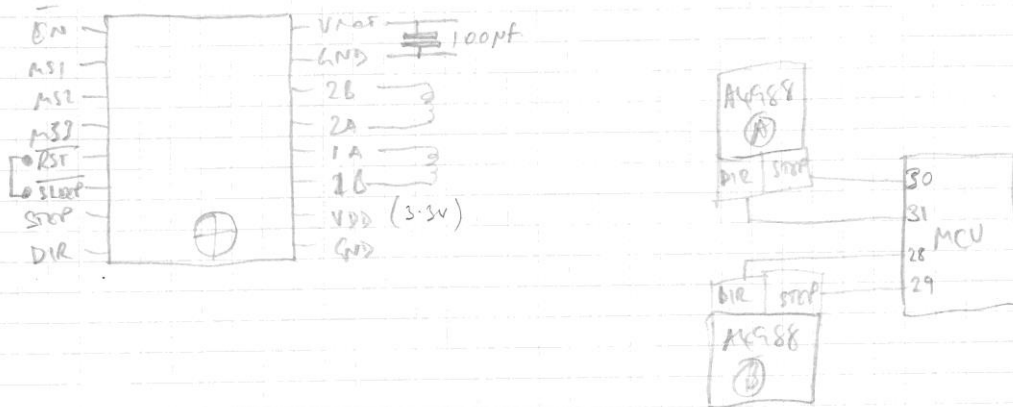 EN
MS1
MS2
MS3
RST
SLEEP
STEP
DIR
VMOT
GND
100µf
2B
2A
1A
1B
VDD (3.3V)
GND
A4988
A
DIR STEP
30
31
MCU
28
29
DIR STEP
A4988
B